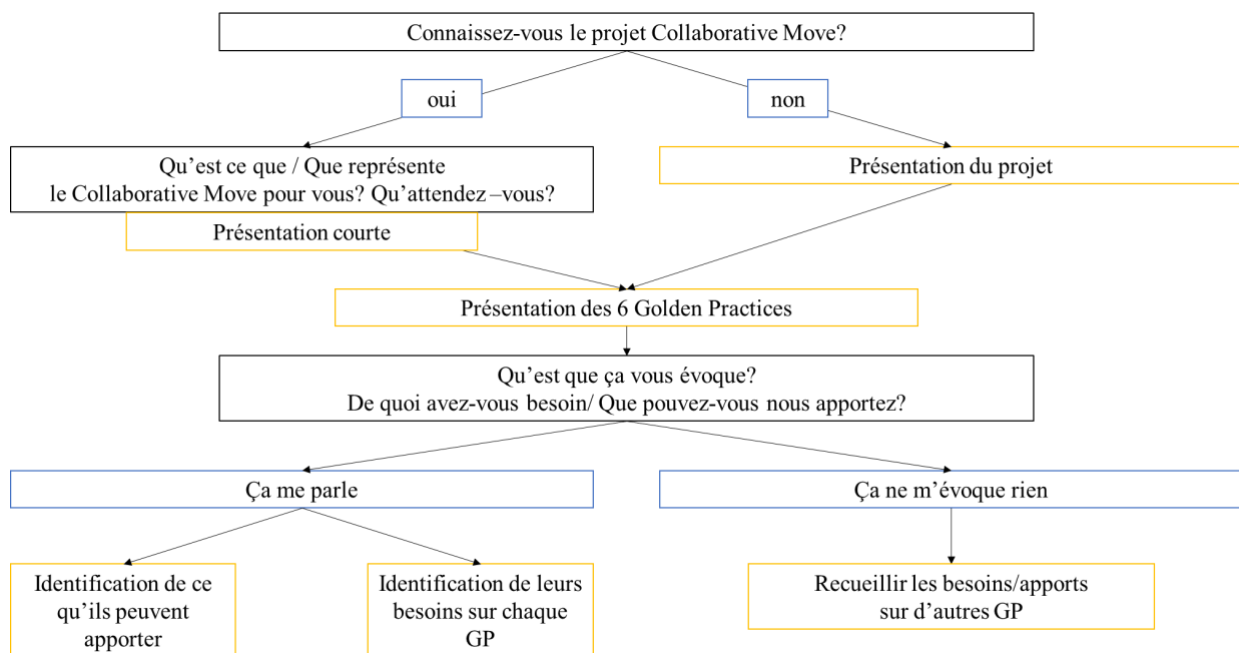 Connaissez-vous le projet Collaborative Move?
oui
non
Qu’est ce que / Que représente
le Collaborative Move pour vous? Qu’attendez –vous?
Présentation du projet
Présentation courte
Présentation des 6 Golden Practices
Qu’est que ça vous évoque?
De quoi avez-vous besoin/ Que pouvez-vous nous apportez?
Ça me parle
Ça ne m’évoque rien
Identification de ce
qu’ils peuvent
apporter
Identification de leurs
besoins sur chaque
GP
Recueillir les besoins/apports
sur d’autres GP